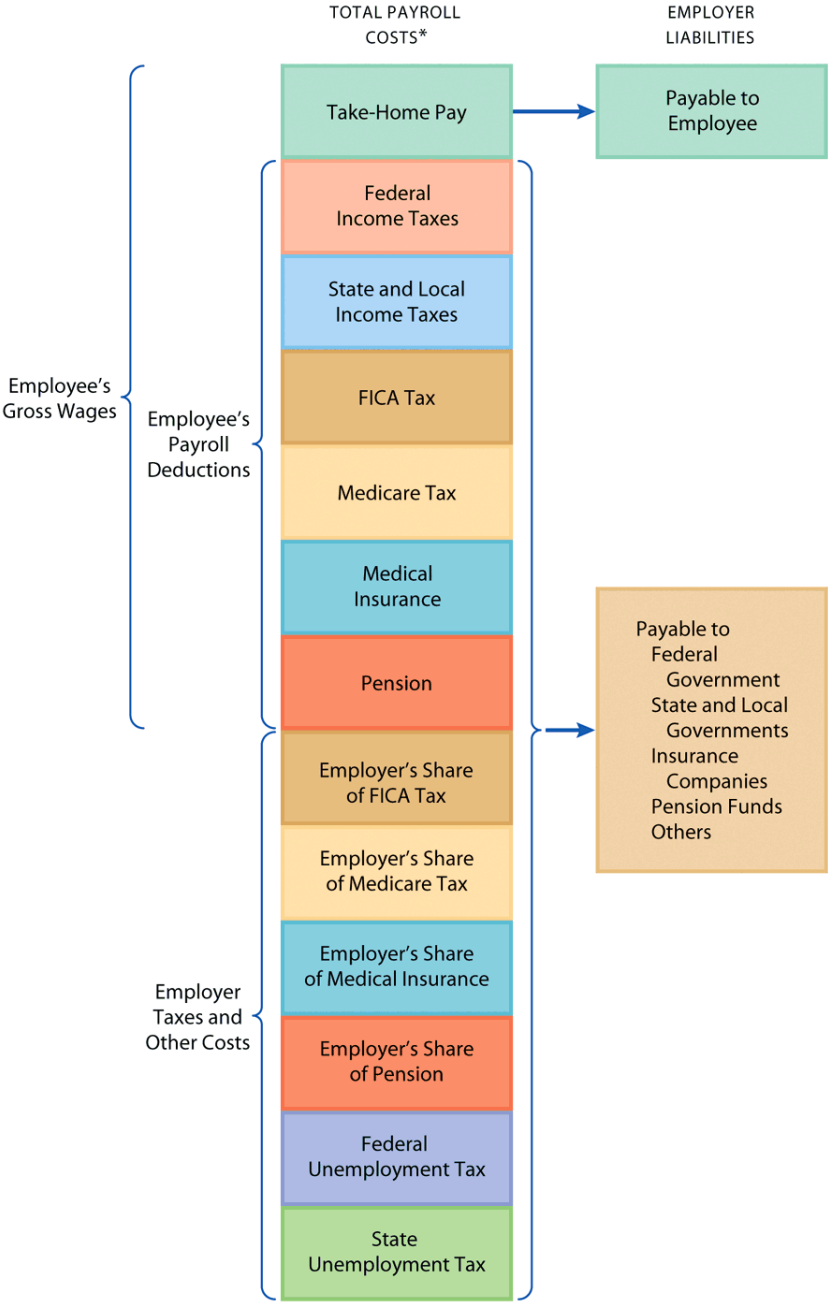 TOTAL PAYROLL
COSTS*
EMPLOYER
LIABILITIES
Take-Home Pay
Payable to
Employee
Federal
Income Taxes
State and Local
Income Taxes
FICA Tax
Employee’s
Gross Wages
Employee’s
Payroll
Deductions
Medicare Tax
Medical
Insurance
Pension
Payable to
Federal
Government
State and Local
Governments
Insurance
Companies
Pension Funds
Others
Employer’s Share
of FICA Tax
Employer’s Share
of Medicare Tax
Employer’s Share
of Medical Insurance
Employer
Taxes and
Other Costs
Employer’s Share
of Pension
Federal
Unemployment Tax
State
Unemployment Tax